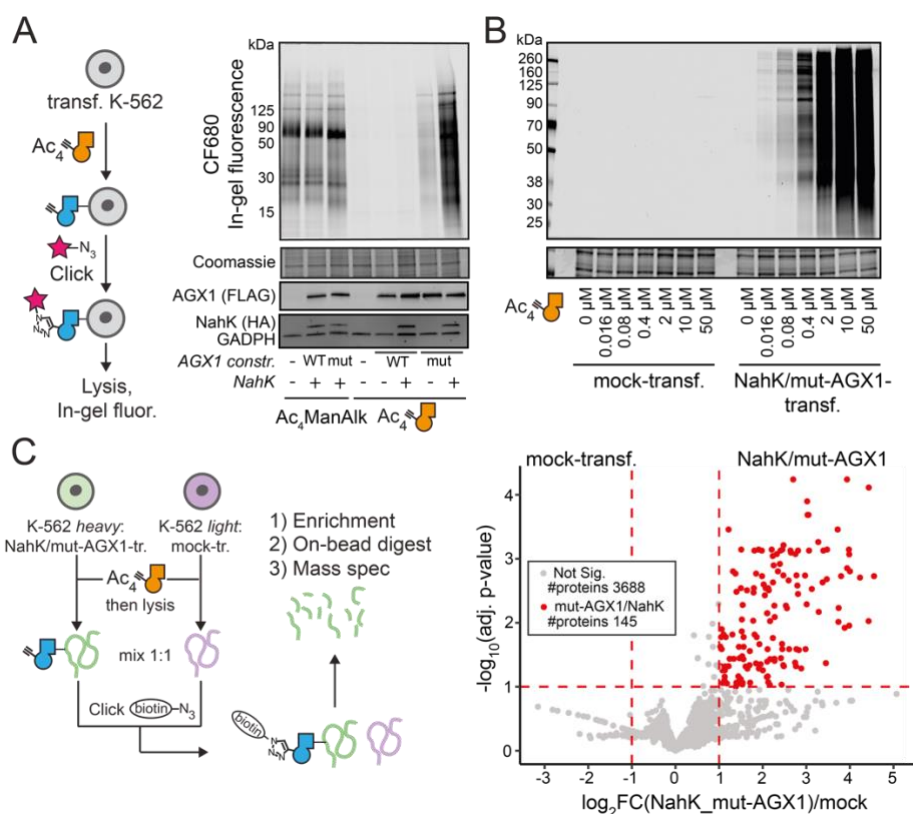 A
transf. K-562
Ac4
N3
Click
N=N
N
Lysis,
In-gel fluor.
kDa
125
90
50
30
15
CF680
In-gel fluorescence
Coomassie
AGX1 (FLAG)
NahK (HA)
GADPH
AGX1 constr. - WT mut - WT mut
NahK - + + - - + - +
Ac4ManAlk Ac4
B
kDa
260
160
125
90
70
50
38
30
25
Ac4
0 µM
0.016 µM
0.08 µM
0.4 µM
2 µM
10 µM
50 µM
0 µM
0.016 µM
0.08 µM
0.4 µM
2 µM
10 µM
50 µM
mock-transf.
NahK/mut-AGX1-
transf.
C
K-562 heavy:
NahK/mut-AGX1-tr.
K-562 light:
mock-tr.
Ac4
then lysis
mix 1:1
Click biotin-N3
biotin
N=N
N
1) Enrichment
2) On-bead digest
3) Mass spec
mock-transf. NahK/mut-AGX1
Not Sig.
#proteins 3688
mut-AGX1/NahK
#proteins 145
-log10(adj. p-value)
4
3
2
1
0
-3 -2 -1 0 1 2 3 4 5
log2FC(NahK_mut-AGX1)/mock